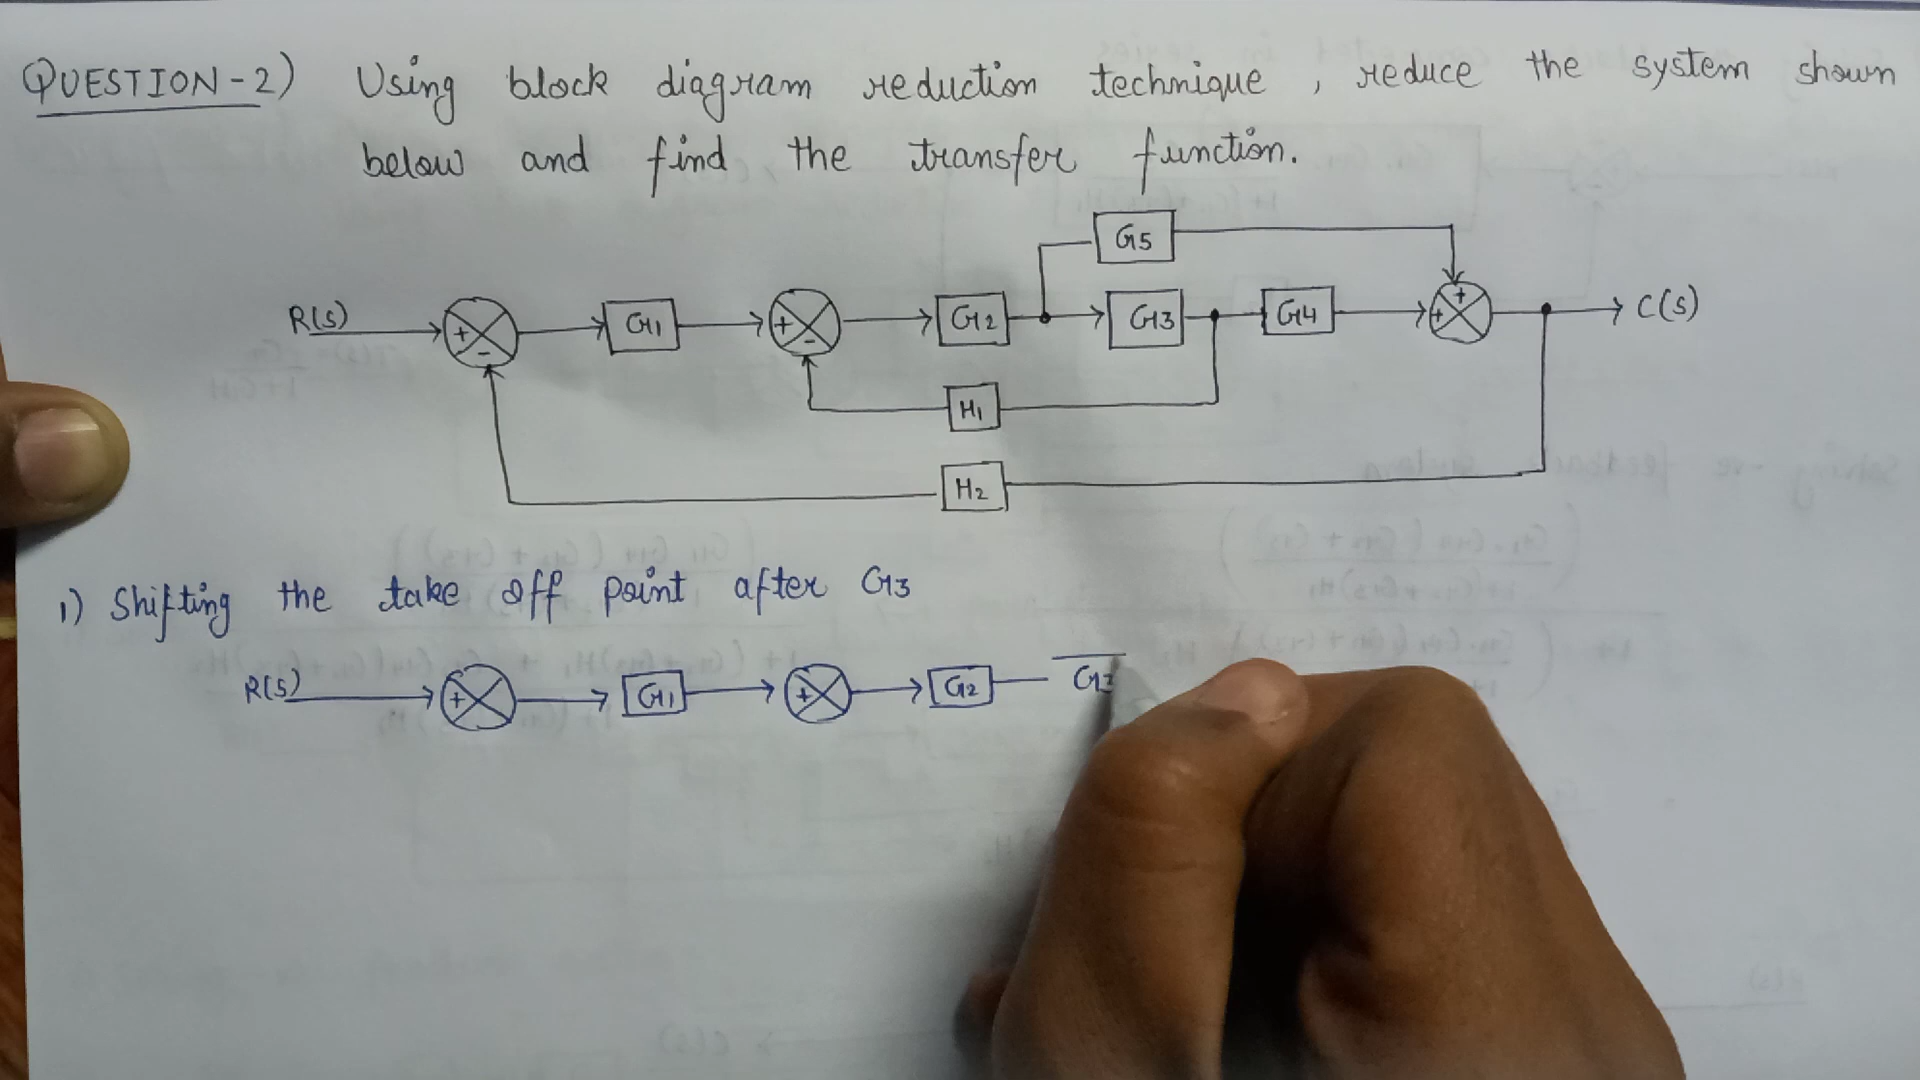 QUESTION-2) Using block diagram reduction technique, reduce the system shown
below and find the transfer function.
G5
R(s) + - G1 + - G2 G3 G4 + + C(s)
H1
H2
1) Shifting the take off point after G3
R(s) + G1 + G2 G3